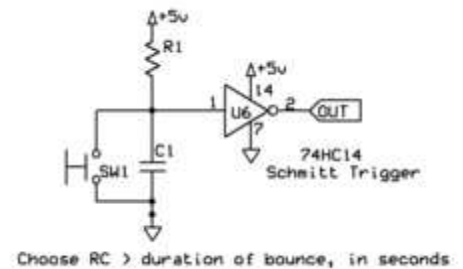 +5v
R1
+5v
14
1
U6
2
OUT
7
C1
SW1
74HC14
Schmitt Trigger
Choose RC > duration of bounce, in seconds